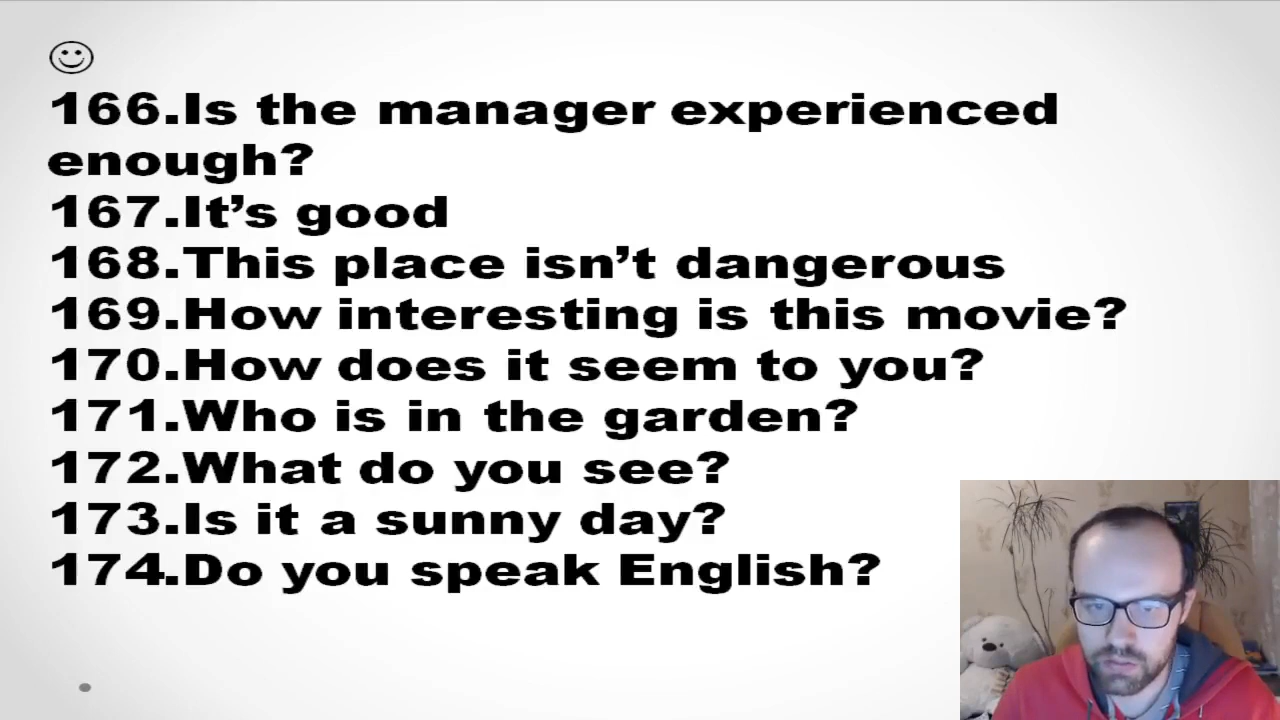 166.Is the manager experienced
enough?
167.It’s good
168.This place isn’t dangerous
169.How interesting is this movie?
170.How does it seem to you?
171.Who is in the garden?
172.What do you see?
173.Is it a sunny day?
174.Do you speak English?